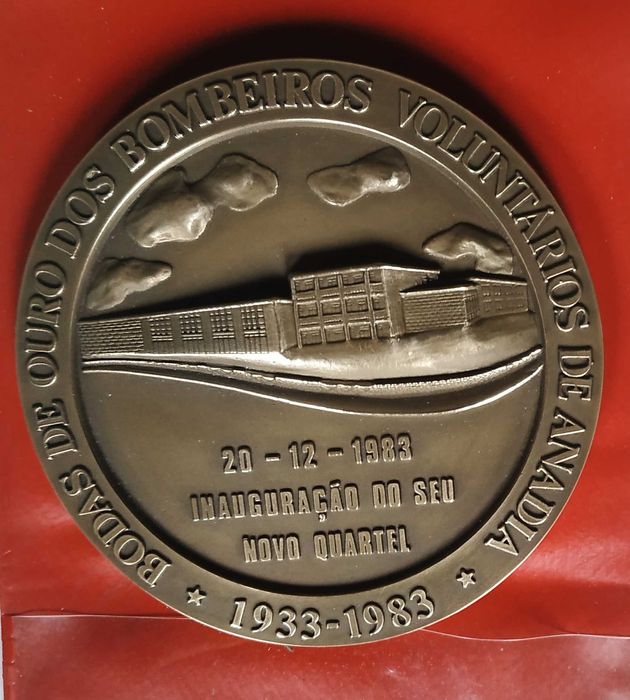 BODAS DE OURO DOS BOMBEIROS VOLUNTÁRIOS DE ANADIA
20 - 12 - 1983
INAUGURAÇÃO DO SEU
NOVO QUARTEL
★ 1933-1983 ★